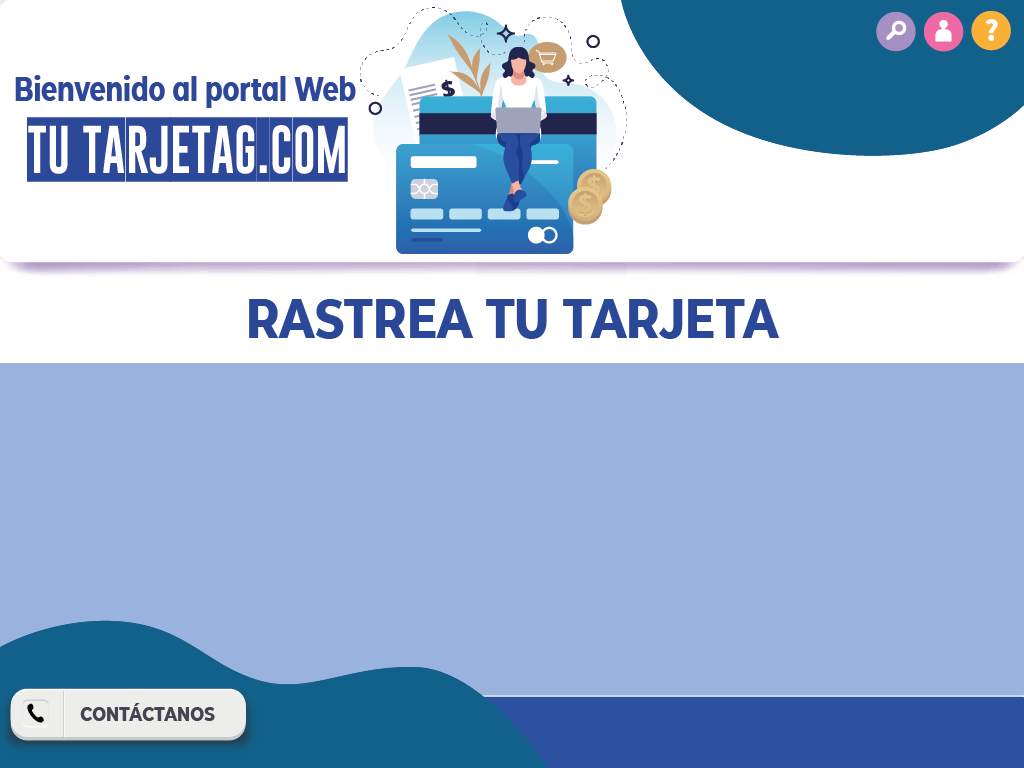 Bienvenido al portal Web
TU TARJETAG.COM
$
?
$
$
RASTREA TU TARJETA
CONTÁCTANOS